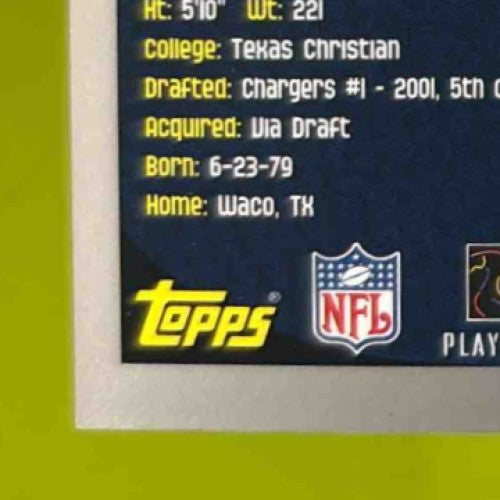 Ht: 5'10" Wt: 221
College: Texas Christian
Drafted: Chargers #1 - 2001, 5th
Acquired: Via Draft
Born: 6-23-79
Home: Waco, TX
Topps®
NFL
PLAY